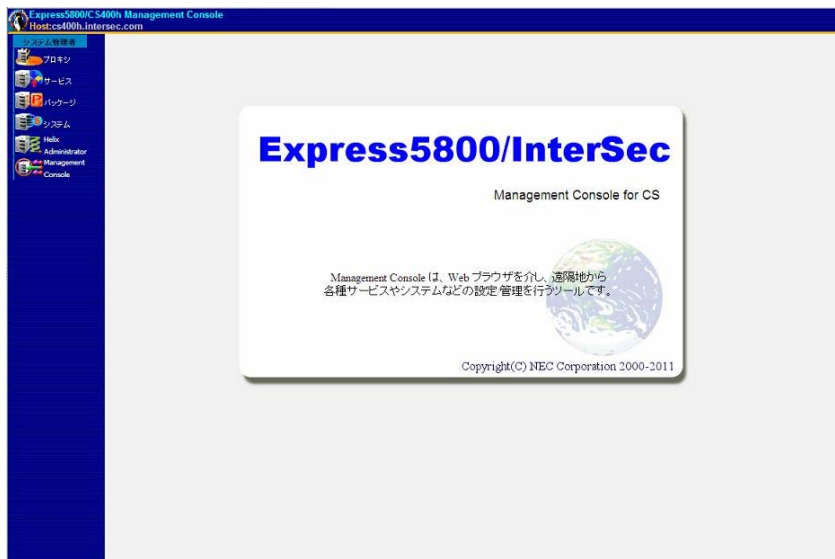 Express5800/CS400h Management Console
Host:cs400h.intersec.com
システム管理者
プロキシ
サービス
パッケージ
システム
Helix
Administrator
Management
Console
Express5800/InterSec
Management Console for CS
Management Console は、Web ブラウザを介し、遠隔地から
各種サービスやシステムなどの設定・管理を行うツールです。
Copyright(C) NEC Corporation 2000-2011